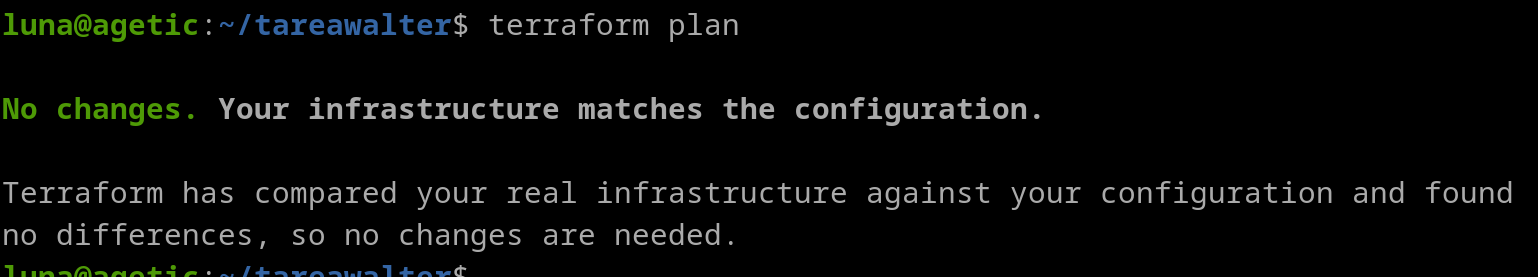 luna@agetic:~/tareawalter$ terraform plan
No changes. Your infrastructure matches the configuration.
Terraform has compared your real infrastructure against your configuration and found
no differences, so no changes are needed.
luna@agetic:~/tareawalter$